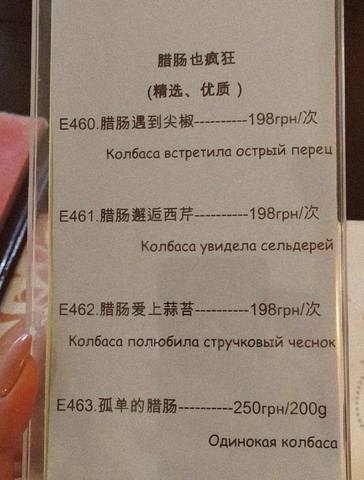 腊肠也疯狂
(精选、优质)
E460.腊肠遇到尖椒----------198грн/次
Колбаса встретила острый перец
E461.腊肠邂逅西芹----------198грн/次
Колбаса увидела сельдерей
E462.腊肠爱上蒜苔----------198грн/次
Колбаса полюбила стручковый чеснок
E463.孤单的腊肠----------250грн/200g
Одинокая колбаса